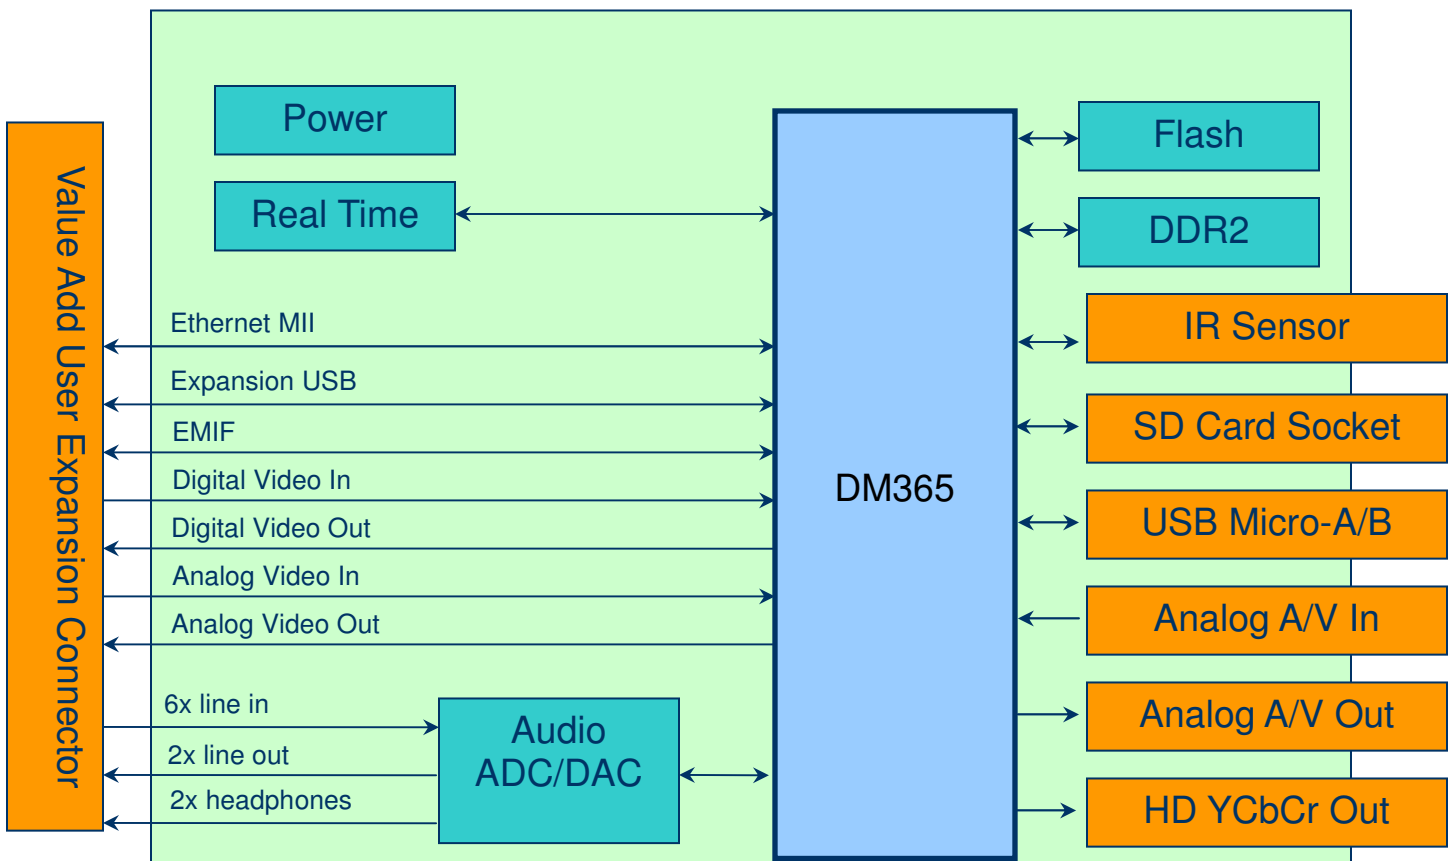 Power
Flash
Real Time
DDR2
Value Add User Expansion Connector
Ethernet MII
IR Sensor
Expansion USB
EMIF
SD Card Socket
Digital Video In
DM365
Digital Video Out
USB Micro-A/B
Analog Video In
Analog Video Out
Analog A/V In
6x line in
Audio
ADC/DAC
Analog A/V Out
2x line out
2x headphones
HD YCbCr Out